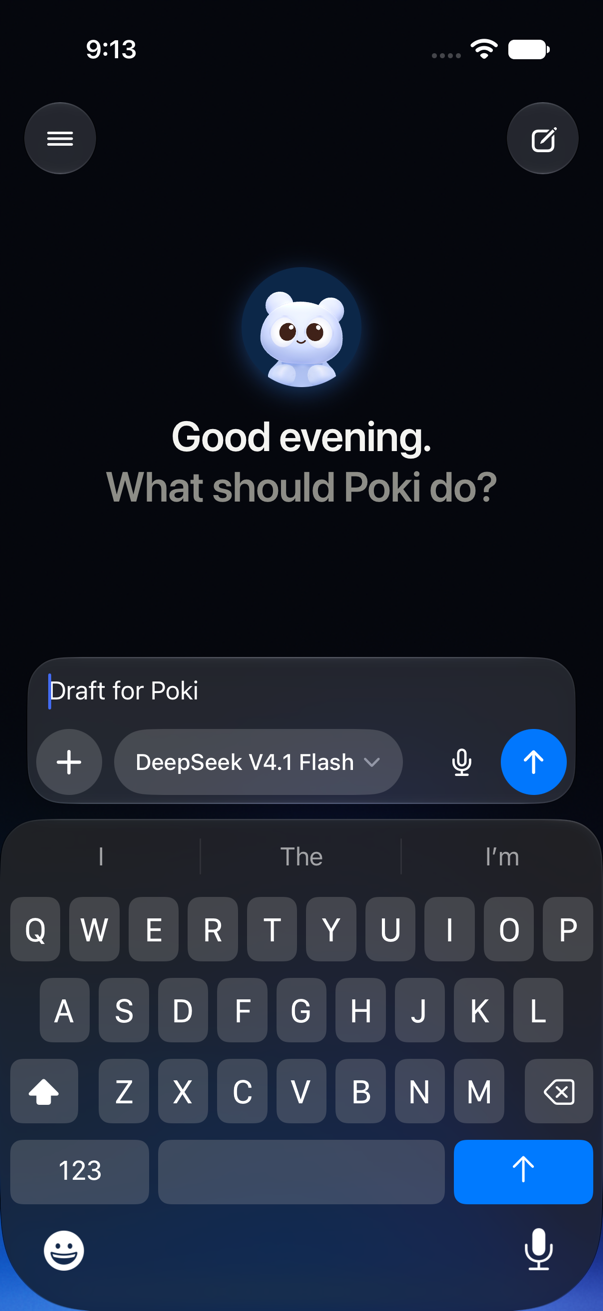 9:13
Good evening.
What should Poki do?
Draft for Poki
DeepSeek V4.1 Flash
I The I’m
Q W E R T Y U I O P
A S D F G H J K L
Z X C V B N M
123